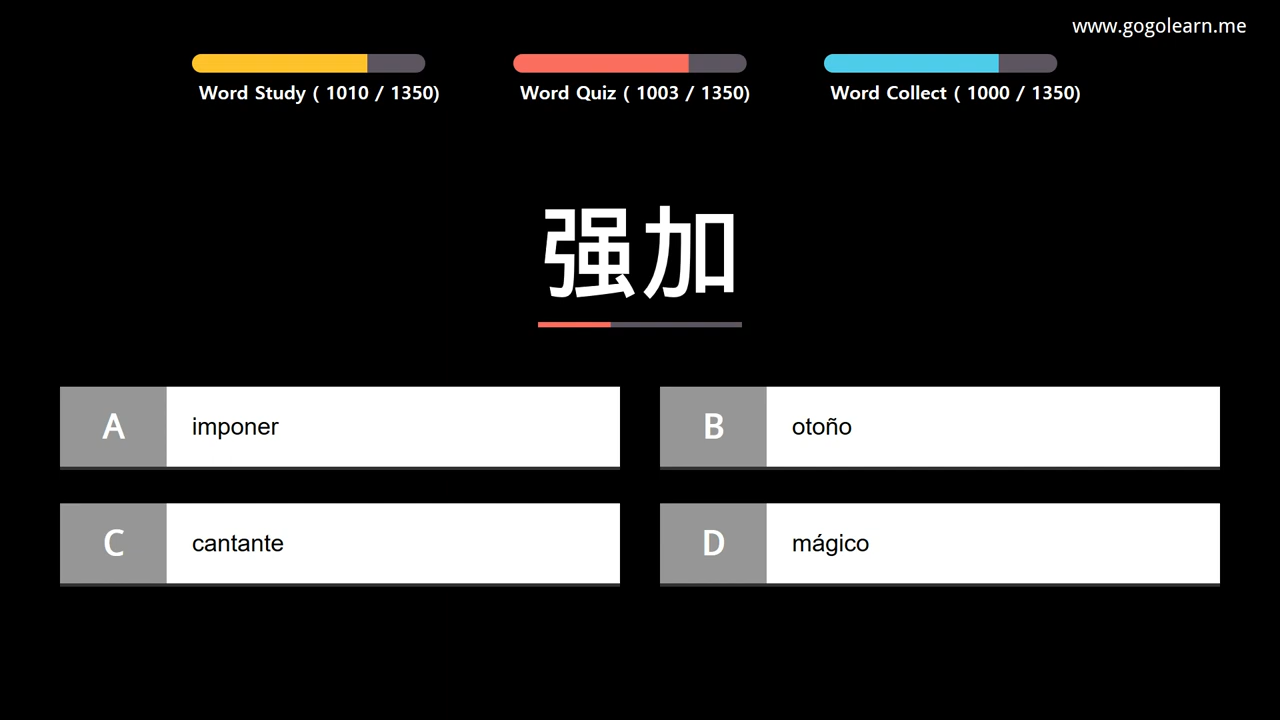 www.gogolearn.me
Word Study ( 1010 / 1350)
Word Quiz ( 1003 / 1350)
Word Collect ( 1000 / 1350)
强加
A imponer
B otoño
C cantante
D mágico